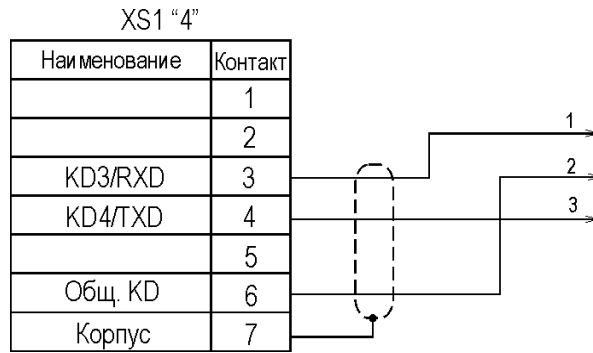 XS1 “4”
Наименование Контакт
1
2
KD3/RXD 3
KD4/TXD 4
5
Общ. KD 6
Корпус 7
1
2
3